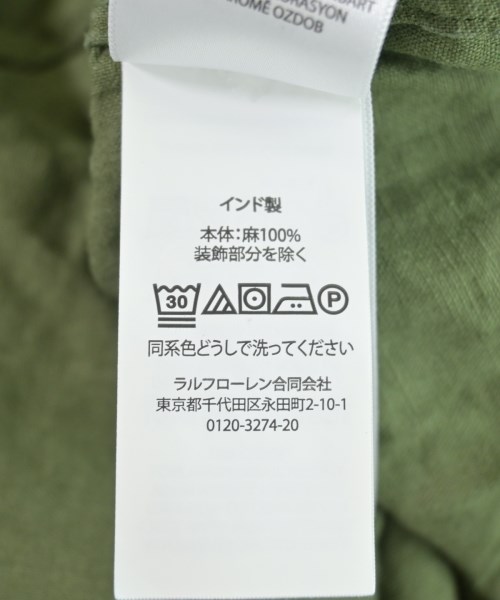 OZDOB
インド製
本体：麻100%
装飾部分を除く
30
P
同系色どうしで洗ってください
ラルフローレン合同会社
東京都千代田区永田町2-10-1
0120-3274-20